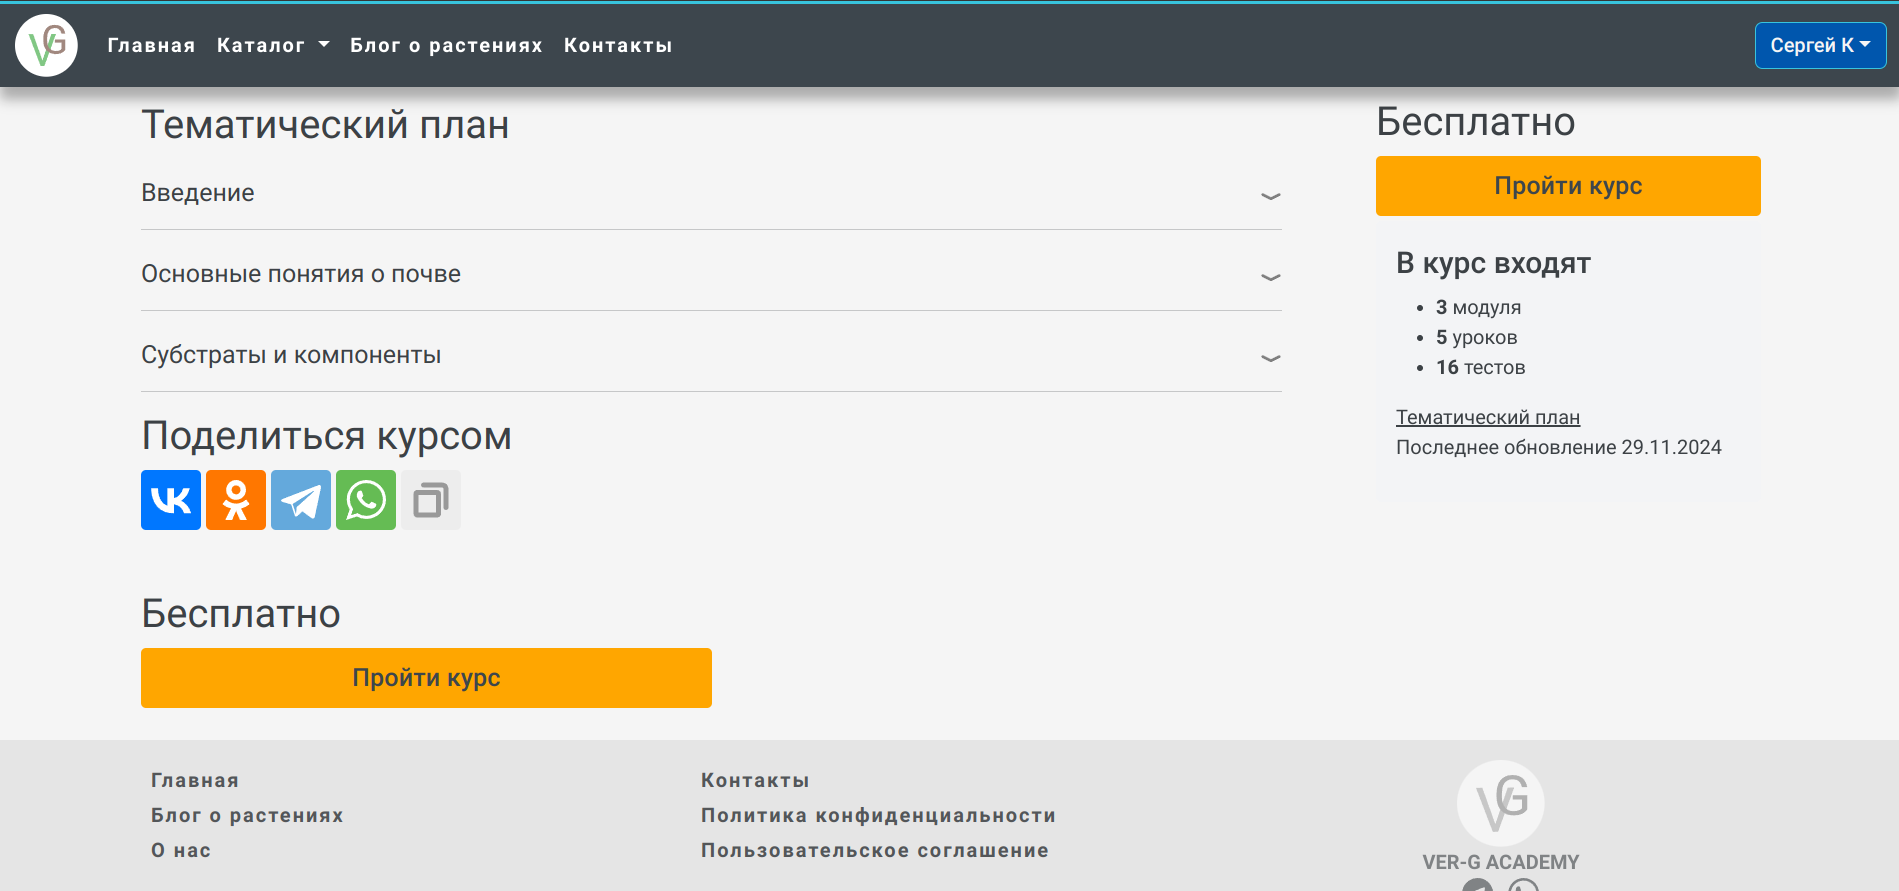 VG
Главная
Каталог
Блог о растениях
Контакты
Сергей К
Тематический план
Введение
Основные понятия о почве
Субстраты и компоненты
Поделиться курсом
Бесплатно
Пройти курс
Бесплатно
Пройти курс
В курс входят
3 модуля
5 уроков
16 тестов
Тематический план
Последнее обновление 29.11.2024
Главная
Блог о растениях
О нас
Контакты
Политика конфиденциальности
Пользовательское соглашение
VG
VER-G ACADEMY